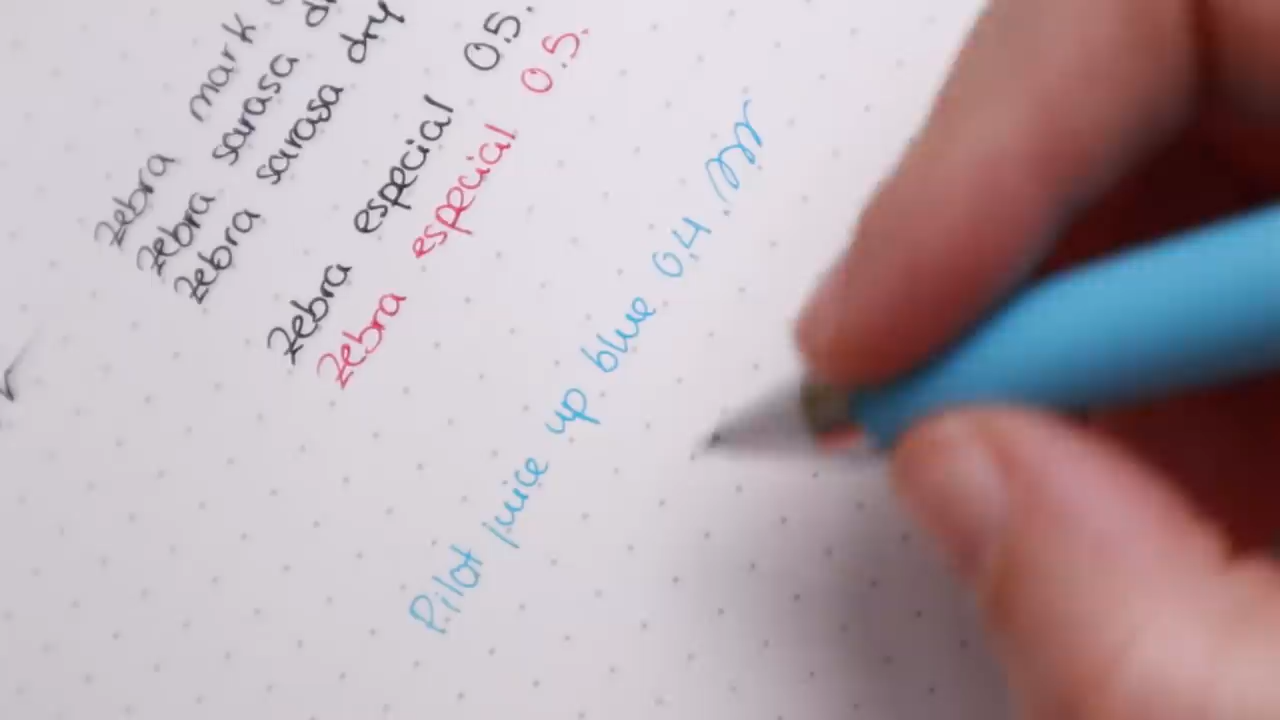 zebra mark
zebra sarasa
zebra sarasa dry
zebra especial 0.5.
zebra especial 0.5.
Pilot juice up blue 0.4.